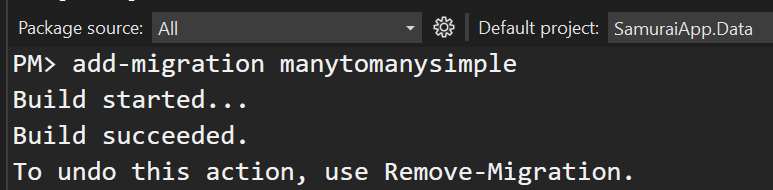 Package source: All Default project: SamuraiApp.Data
PM> add-migration manytomanysimple
Build started...
Build succeeded.
To undo this action, use Remove-Migration.